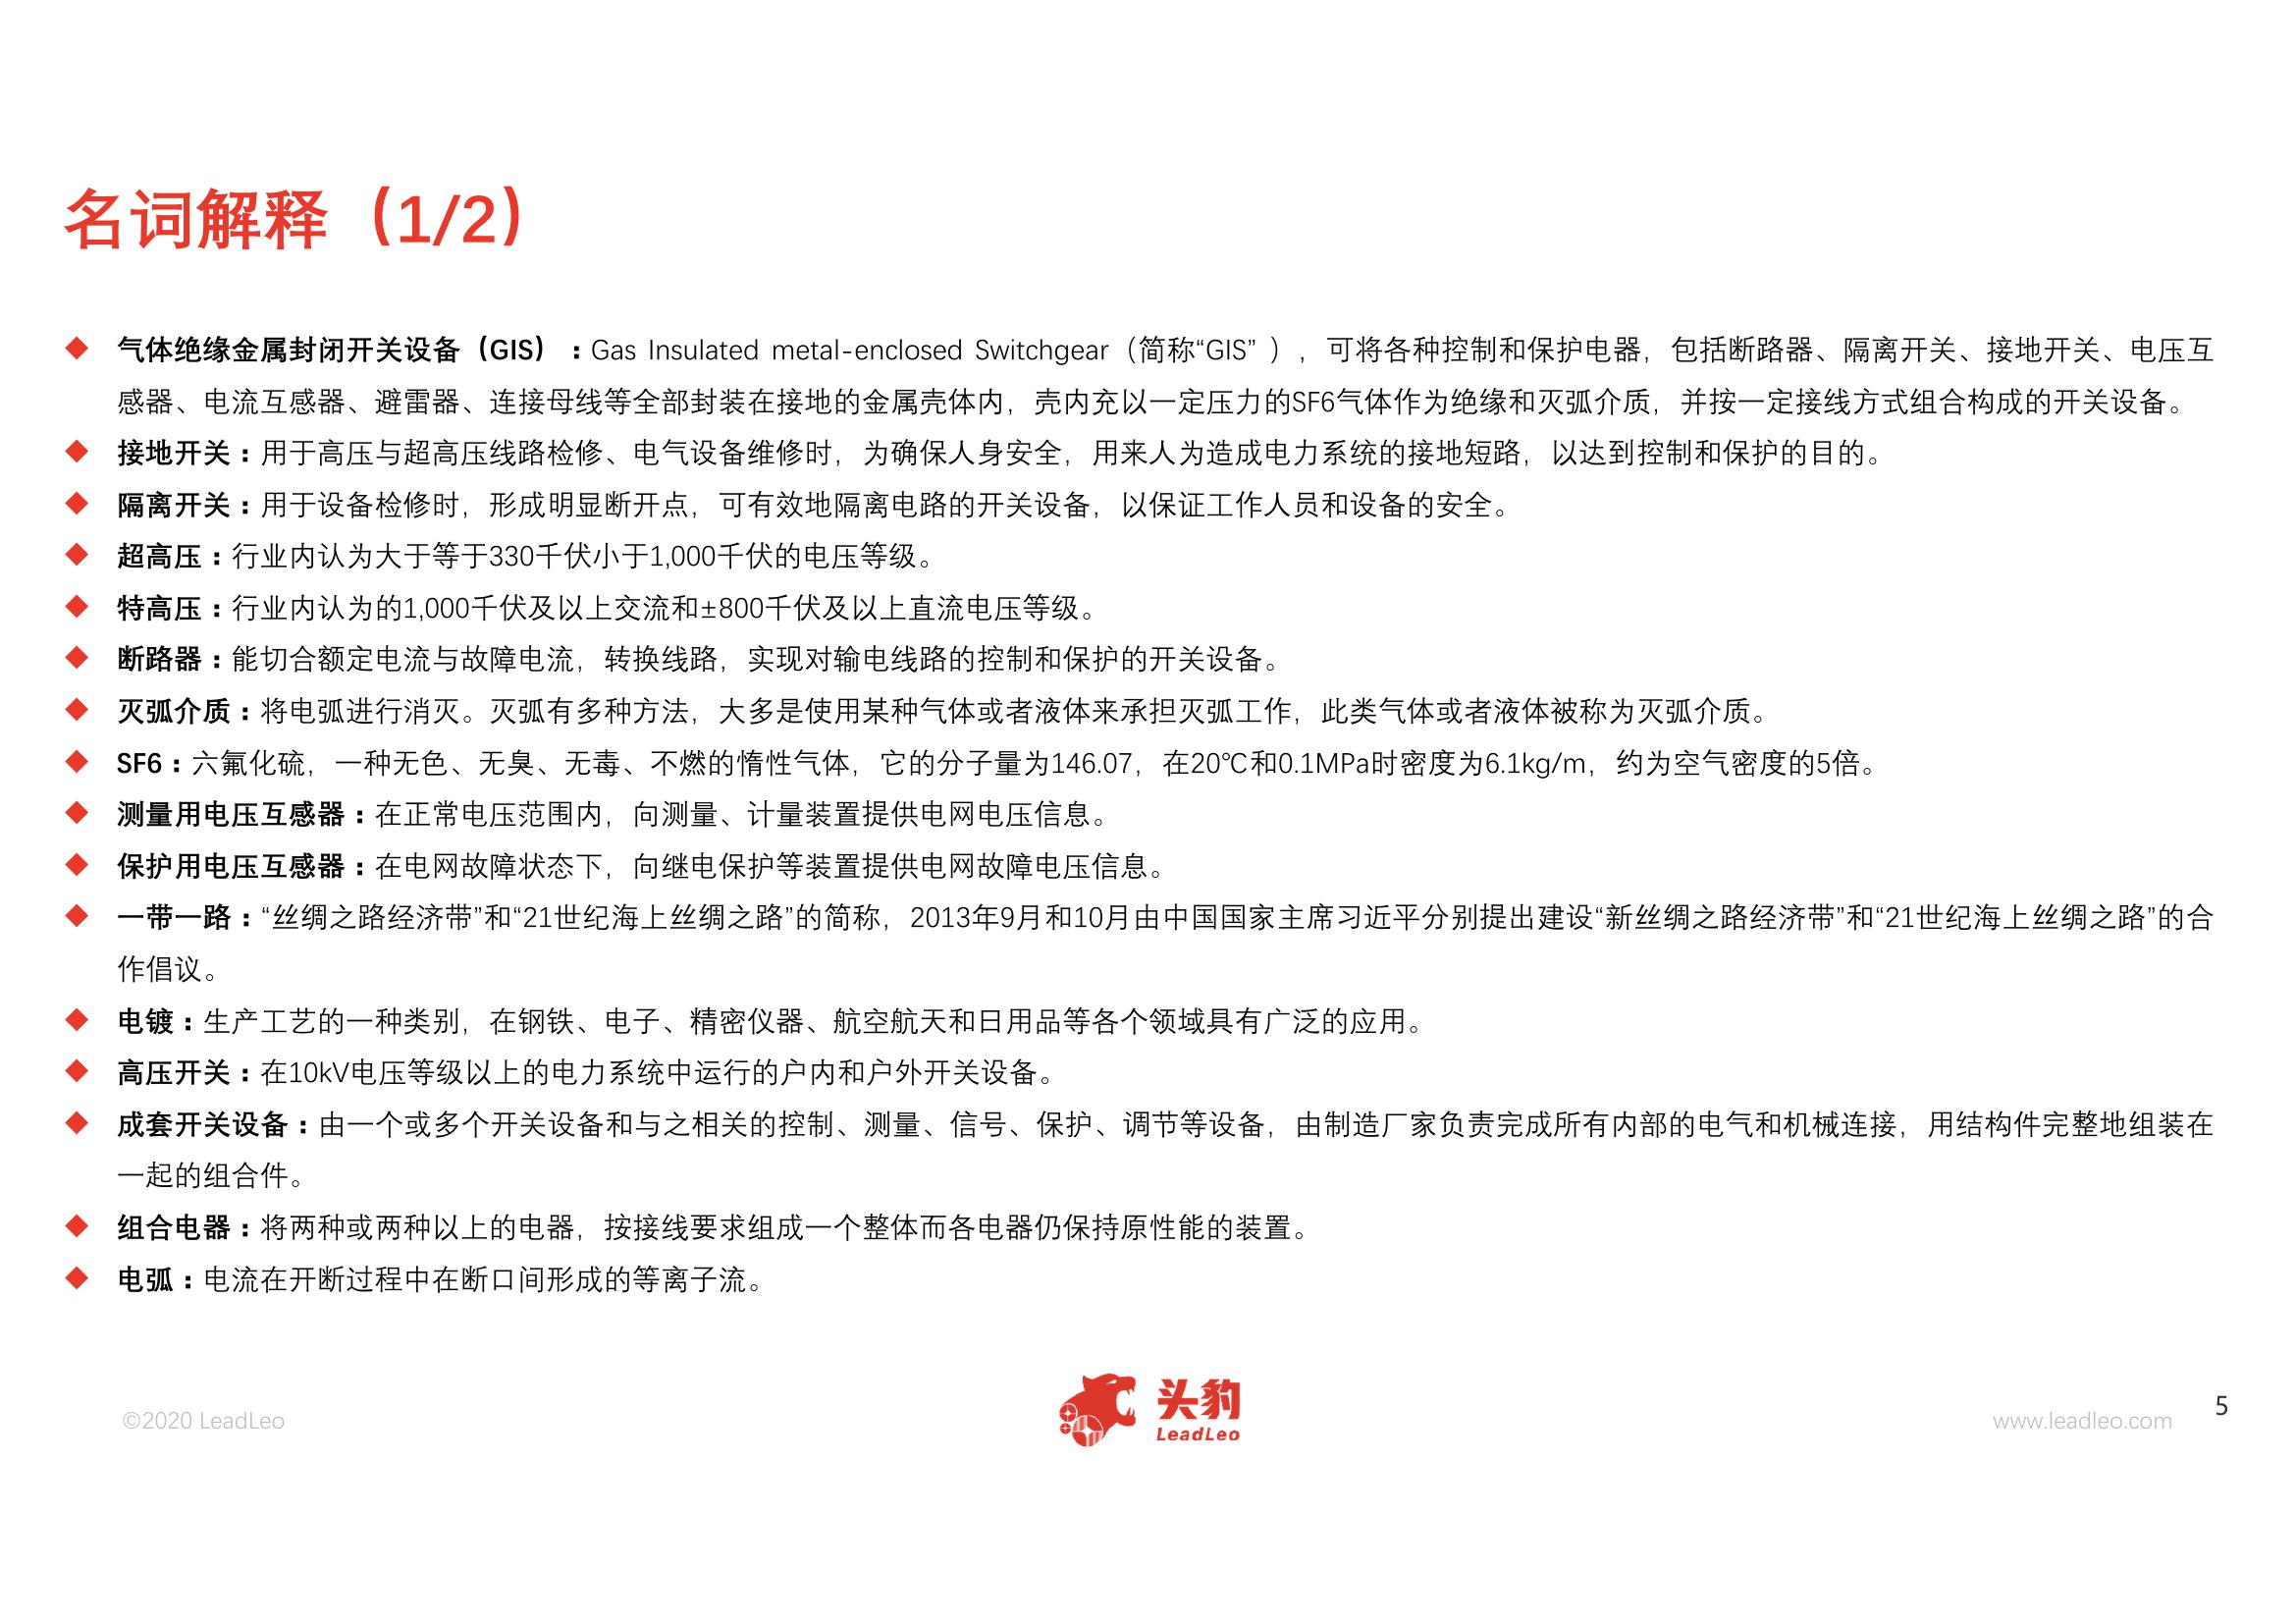 名词解释（1/2）
◆ 气体绝缘金属封闭开关设备（GIS）：Gas Insulated metal-enclosed Switchgear（简称“GIS” ），可将各种控制和保护电器，包括断路器、隔离开关、接地开关、电压互
感器、电流互感器、避雷器、连接母线等全部封装在接地的金属壳体内，壳内充以一定压力的SF6气体作为绝缘和灭弧介质，并按一定接线方式组合构成的开关设备。
◆ 接地开关：用于高压与超高压线路检修、电气设备维修时，为确保人身安全，用来人为造成电力系统的接地短路，以达到控制和保护的目的。
◆ 隔离开关：用于设备检修时，形成明显断开点，可有效地隔离电路的开关设备，以保证工作人员和设备的安全。
◆ 超高压：行业内认为大于等于330千伏小于1,000千伏的电压等级。
◆ 特高压：行业内认为的1,000千伏及以上交流和±800千伏及以上直流电压等级。
◆ 断路器：能切合额定电流与故障电流，转换线路，实现对输电线路的控制和保护的开关设备。
◆ 灭弧介质：将电弧进行消灭。灭弧有多种方法，大多是使用某种气体或者液体来承担灭弧工作，此类气体或者液体被称为灭弧介质。
◆ SF6：六氟化硫，一种无色、无臭、无毒、不燃的惰性气体，它的分子量为146.07，在20℃和0.1MPa时密度为6.1kg/m，约为空气密度的5倍。
◆ 测量用电压互感器：在正常电压范围内，向测量、计量装置提供电网电压信息。
◆ 保护用电压互感器：在电网故障状态下，向继电保护等装置提供电网故障电压信息。
◆ 一带一路：“丝绸之路经济带”和“21世纪海上丝绸之路”的简称，2013年9月和10月由中国国家主席习近平分别提出建设“新丝绸之路经济带”和“21世纪海上丝绸之路”的合
作倡议。
◆ 电镀：生产工艺的一种类别，在钢铁、电子、精密仪器、航空航天和日用品等各个领域具有广泛的应用。
◆ 高压开关：在10kV电压等级以上的电力系统中运行的户内和户外开关设备。
◆ 成套开关设备：由一个或多个开关设备和与之相关的控制、测量、信号、保护、调节等设备，由制造厂家负责完成所有内部的电气和机械连接，用结构件完整地组装在
一起的组合件。
◆ 组合电器：将两种或两种以上的电器，按接线要求组成一个整体而各电器仍保持原性能的装置。
◆ 电弧：电流在开断过程中在断口间形成的等离子流。
©2020 LeadLeo
头豹
LeadLeo
www.leadleo.com
5